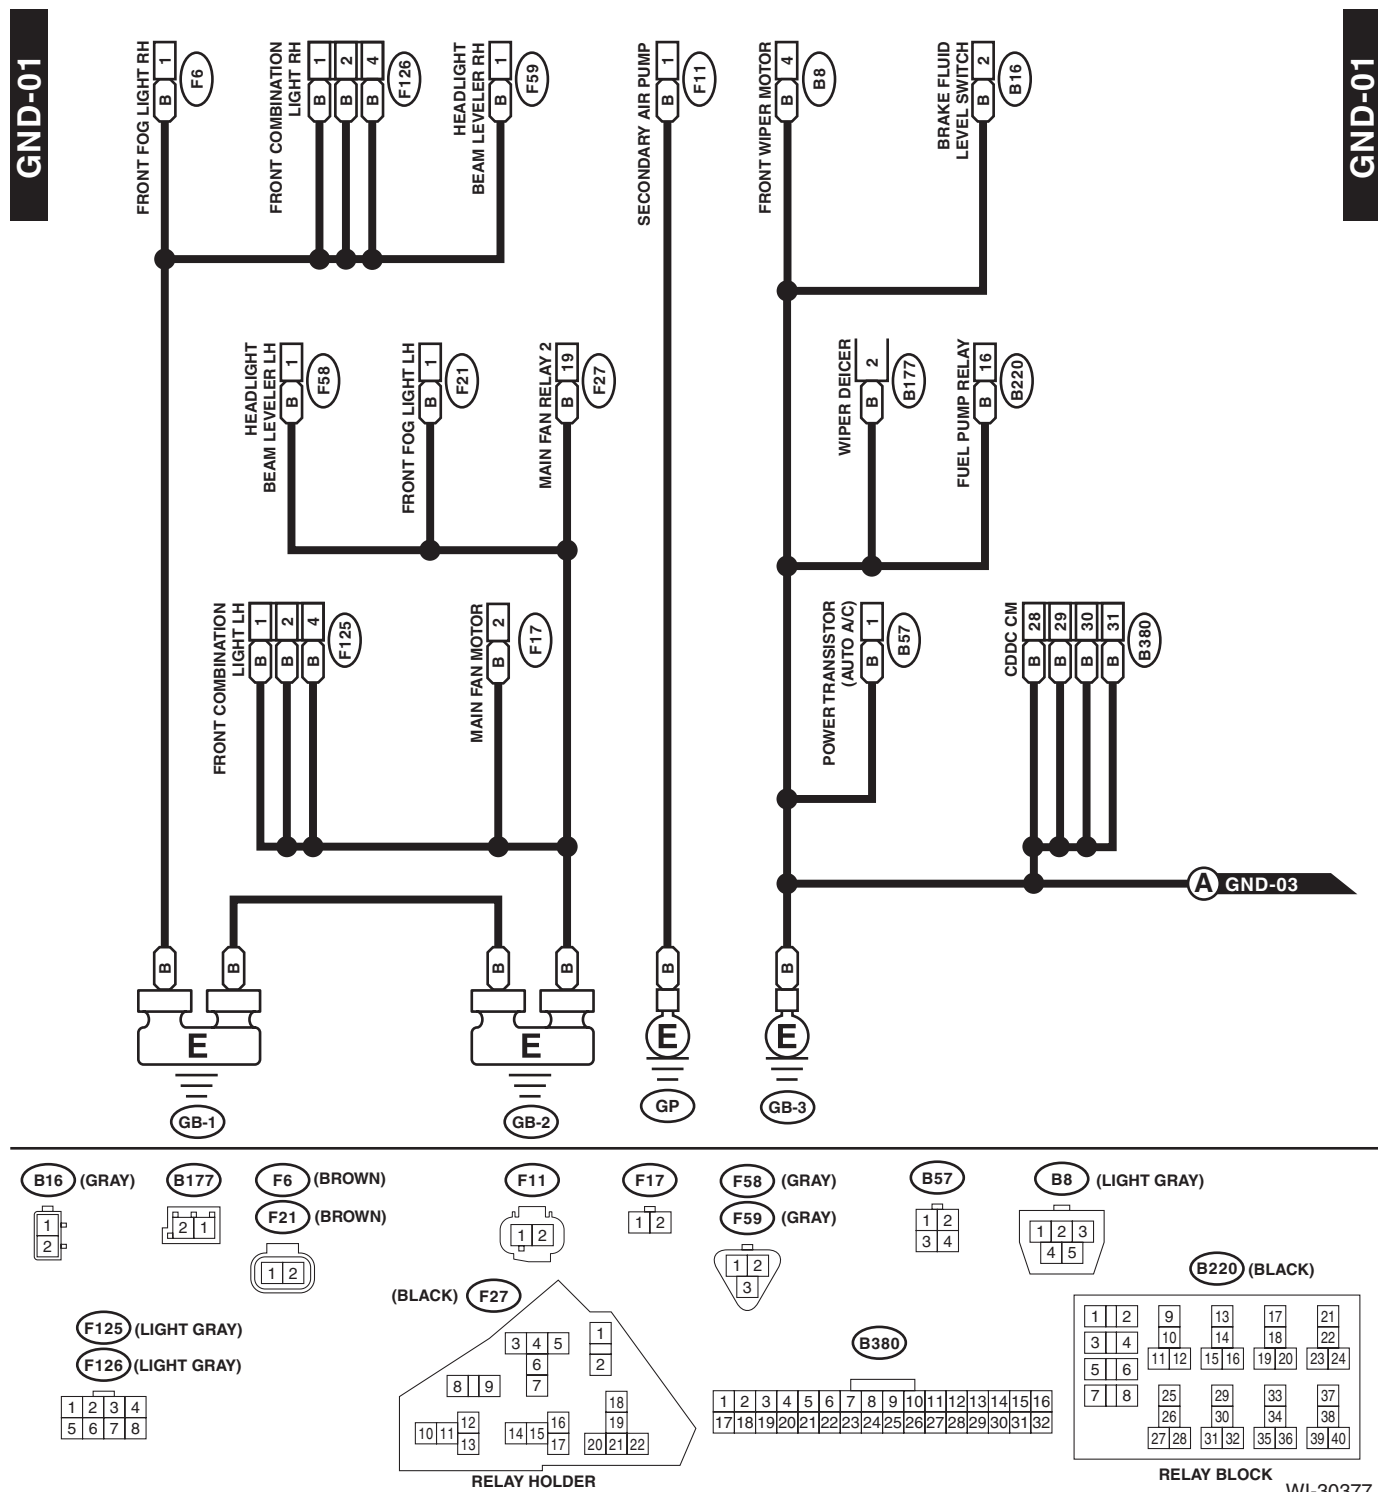 GND-01
GND-01
FRONT FOG LIGHT RH
1
B
F6
FRONT COMBINATION
LIGHT RH
1 2 4
B B B
F126
HEADLIGHT
BEAM LEVELER RH
1
B
F59
SECONDARY AIR PUMP
1
B
F11
FRONT WIPER MOTOR
4
B
B8
BRAKE FLUID
LEVEL SWITCH
2
B
B16
HEADLIGHT
BEAM LEVELER LH
1
B
F58
FRONT FOG LIGHT LH
1
B
F21
MAIN FAN RELAY 2
19
B
F27
WIPER DEICER
2
B
B177
FUEL PUMP RELAY
16
B
B220
FRONT COMBINATION
LIGHT LH
1 2 4
B B B
F125
MAIN FAN MOTOR
2
B
F17
POWER TRANSISTOR
(AUTO A/C)
1
B
B57
CDDC CM
28 29 30 31
B B B B
B380
A GND-03
B B B B B B
E E E E
GB-1 GB-2 GP GB-3
B16 (GRAY)
1
2
B177
2 1
F6 (BROWN)
F21 (BROWN)
1 2
F11
1 2
F17
1 2
F58 (GRAY)
F59 (GRAY)
1 2
3
B57
1 2
3 4
B8 (LIGHT GRAY)
1 2 3
4 5
F125 (LIGHT GRAY)
F126 (LIGHT GRAY)
1 2 3 4
5 6 7 8
(BLACK) F27
1
2
3 4 5
6
7
8 9
10 11 12
13
14 15 16
17
18
19
20 21 22
RELAY HOLDER
B380
1 2 3 4 5 6 7 8 9 10 11 12 13 14 15 16
17 18 19 20 21 22 23 24 25 26 27 28 29 30 31 32
B220 (BLACK)
1 2
3 4
5 6
7 8
9 13 17 21
10 14 18 22
11 12 15 16 19 20 23 24
25 29 33 37
26 30 34 38
27 28 31 32 35 36 39 40
RELAY BLOCK
WI-30377